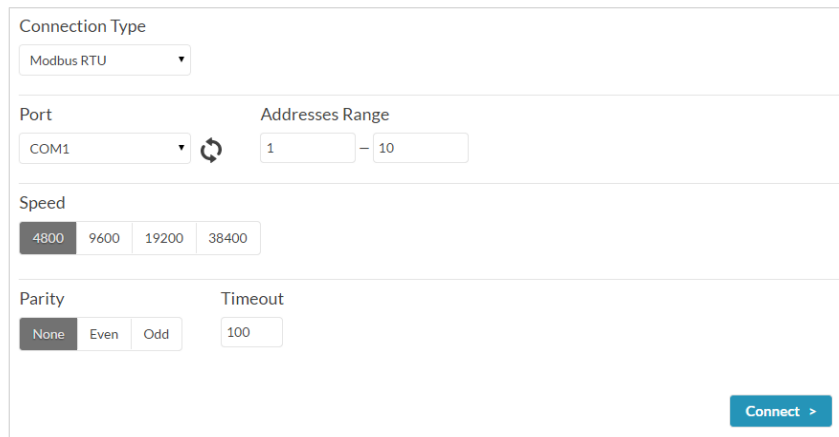 Connection Type
Modbus RTU
Port Addresses Range
COM1 1 – 10
Speed
4800 9600 19200 38400
Parity Timeout
None Even Odd 100
Connect >